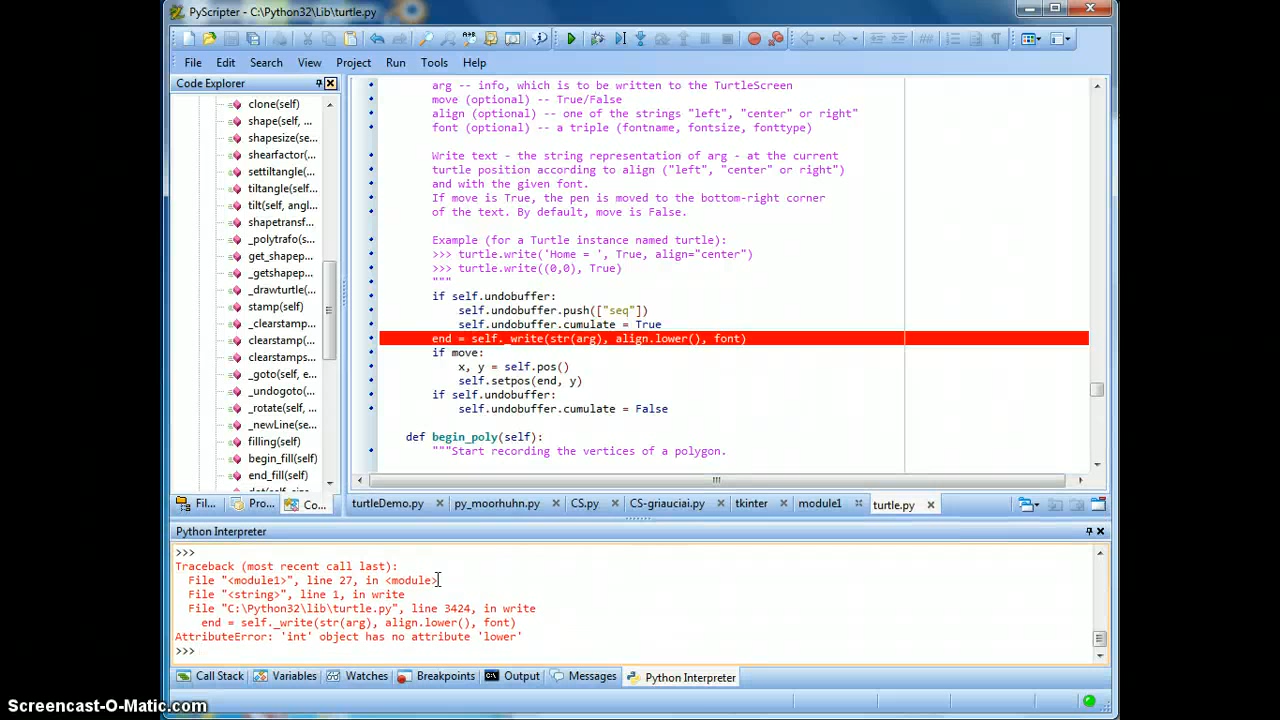 PyScripter - C:\Python32\Lib\turtle.py
File Edit Search View Project Run Tools Help
Code Explorer
clone(self)
shape(self, ...
shapesize(se...
shearfactor(...
settiltangle(...
tiltangle(self...
tilt(self, angl...
shapetransf...
_polytrafo(s...
get_shapep...
_getshapep...
_drawturtle(...
stamp(self)
_clearstamp...
clearstamp(...
clearstamps...
_goto(self, e...
_undogoto(...
_rotate(self, ...
_newLine(se...
filling(self)
begin_fill(self)
end_fill(self)
Fil... Pro... Co...
arg -- info, which is to be written to the TurtleScreen
move (optional) -- True/False
align (optional) -- one of the strings "left", "center" or right"
font (optional) -- a triple (fontname, fontsize, fonttype)
Write text - the string representation of arg - at the current
turtle position according to align ("left", "center" or right")
and with the given font.
If move is True, the pen is moved to the bottom-right corner
of the text. By default, move is False.
Example (for a Turtle instance named turtle):
>>> turtle.write('Home = ', True, align="center")
>>> turtle.write((0,0), True)
"""
if self.undobuffer:
self.undobuffer.push(["seq"])
self.undobuffer.cumulate = True
end = self._write(str(arg), align.lower(), font)
if move:
x, y = self.pos()
self.setpos(end, y)
if self.undobuffer:
self.undobuffer.cumulate = False
def begin_poly(self):
"""Start recording the vertices of a polygon.
turtleDemo.py py_moorhuhn.py CS.py CS-griauciai.py tkinter module1 turtle.py
Python Interpreter
>>>
Traceback (most recent call last):
File "<module1>", line 27, in <module>
File "<string>", line 1, in write
File "C:\Python32\lib\turtle.py", line 3424, in write
end = self._write(str(arg), align.lower(), font)
AttributeError: 'int' object has no attribute 'lower'
>>>
Call Stack Variables Watches Breakpoints Output Messages Python Interpreter
Screencast-O-Matic.com